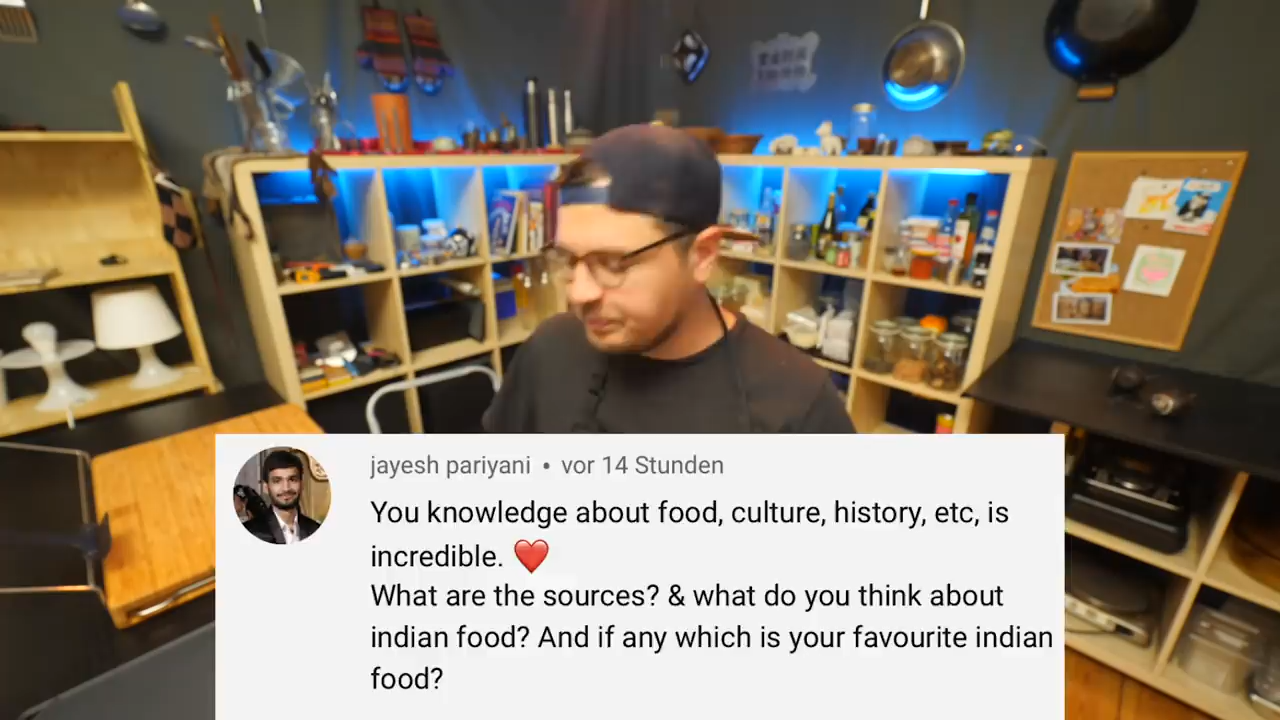 jayesh pariyani • vor 14 Stunden
You knowledge about food, culture, history, etc, is
incredible. ❤️
What are the sources? & what do you think about
indian food? And if any which is your favourite indian
food?